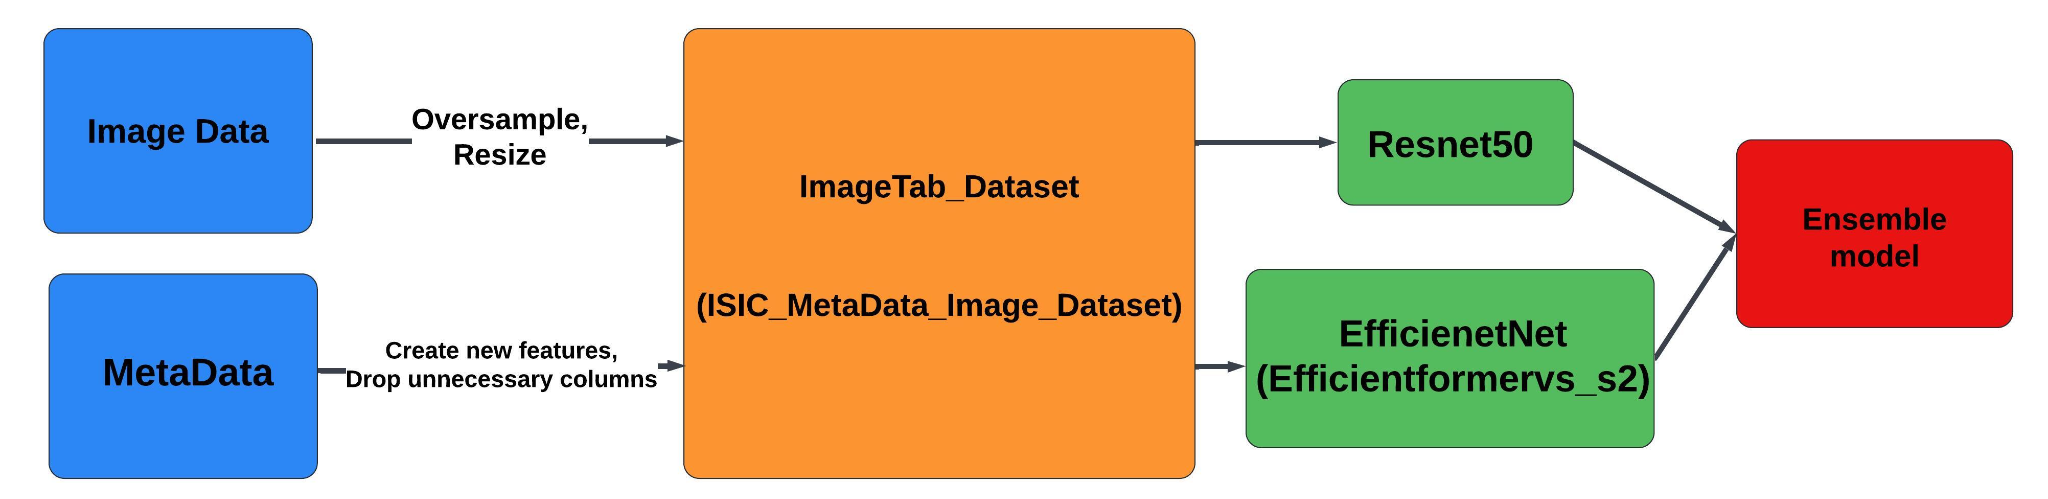 Image Data
Oversample,
Resize
MetaData
Create new features,
Drop unnecessary columns
ImageTab_Dataset
(ISIC_MetaData_Image_Dataset)
Resnet50
EfficienetNet
(Efficientformervs_s2)
Ensemble
model